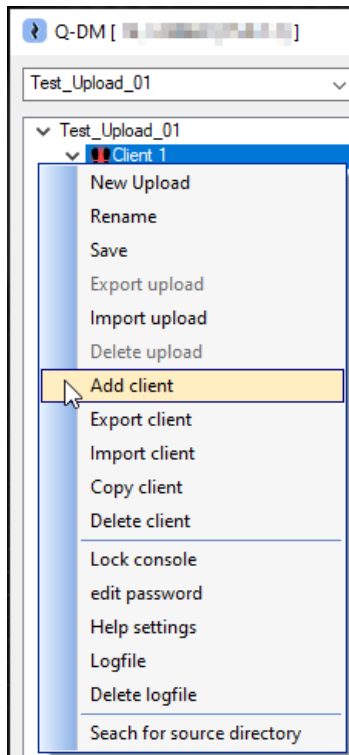 Q-DM [ ]
Test_Upload_01
Test_Upload_01
Client 1
New Upload
Rename
Save
Export upload
Import upload
Delete upload
Add client
Export client
Import client
Copy client
Delete client
Lock console
edit password
Help settings
Logfile
Delete logfile
Seach for source directory